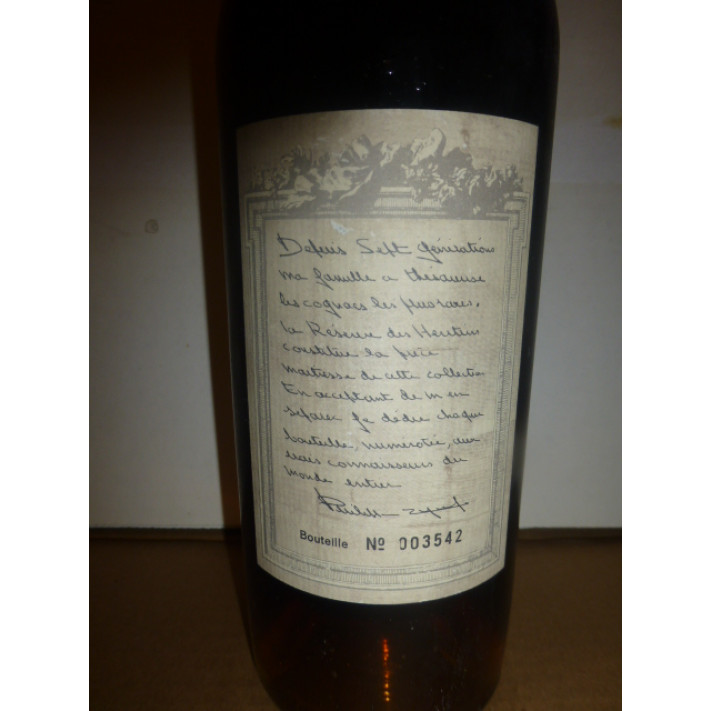 Depuis Sept générations
ma famille a thésaurisé
les cognacs les plus rares.
la Réserve des Héritiers
constitue la pièce
maitresse de cette collection
En acceptant de m'en
séparer je dédie chaque
bouteille, numérotée, aux
vrais connaisseurs du
monde entier
Bouteille Nº 003542